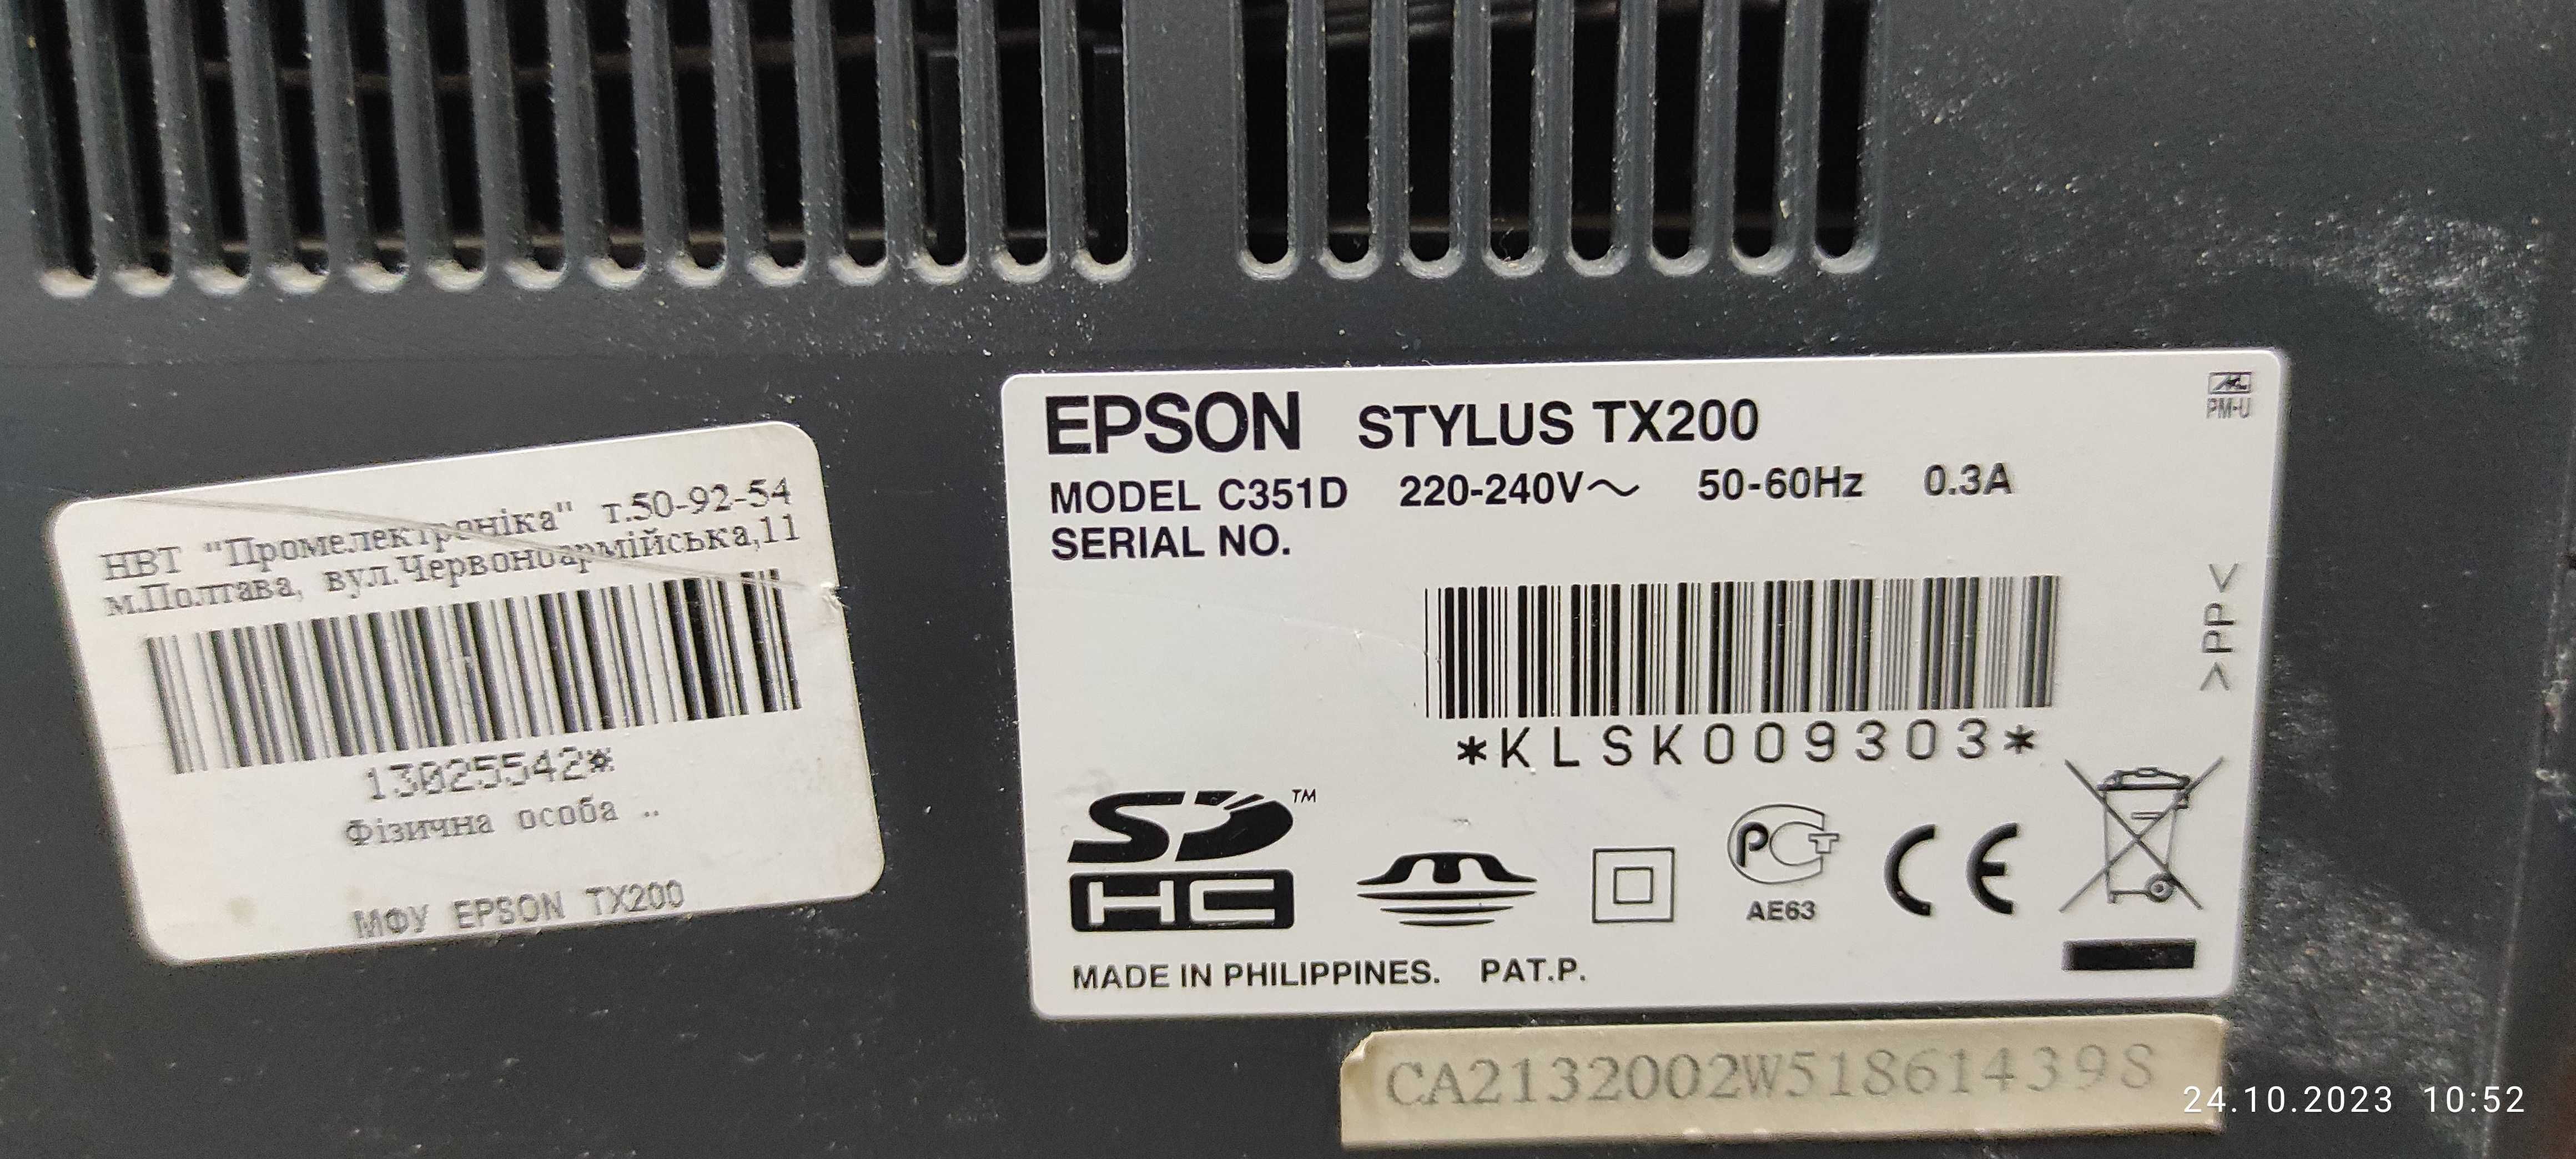 НВТ "Промелектроніка" т.50-92-54
м.Полтава, вул.Червоноармійська,11
13025542*
Фізична особа ..
МФУ EPSON TX200
EPSON STYLUS TX200
MODEL C351D 220-240V~ 50-60Hz 0.3A
SERIAL NO.
*KLSK009303*
PM-U
>PP<
SD™
HC
PCT
AE63
CE
MADE IN PHILIPPINES. PAT.P.
CA2132002W518614398
24.10.2023 10:52